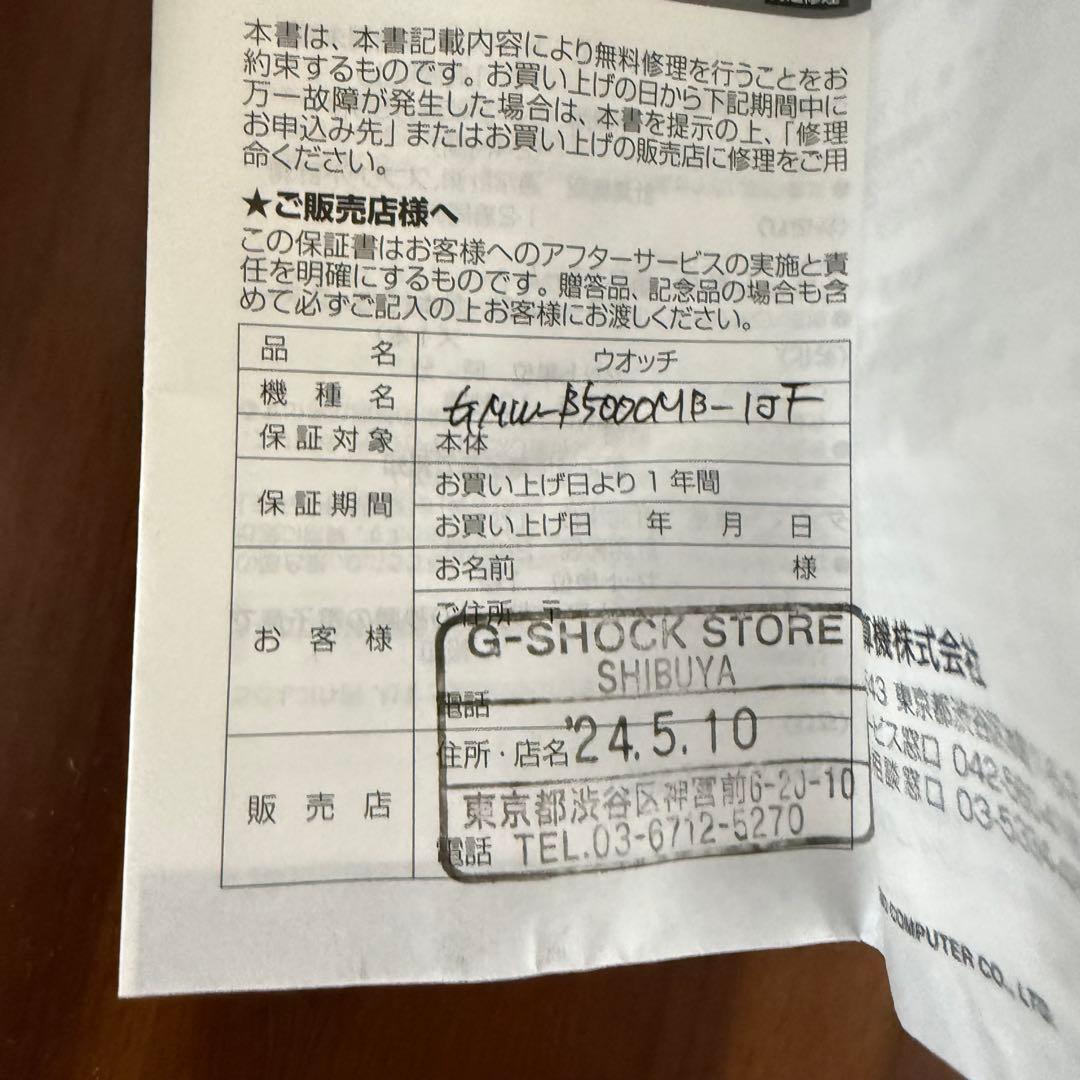 本書は、本書記載内容により無料修理を行うことをお
約束するものです。お買い上げの日から下記期間中に
万一故障が発生した場合は、本書を提示の上、「修理
お申込み先」またはお買い上げの販売店に修理をご用
命ください。
★ご販売店様へ
この保証書はお客様へのアフターサービスの実施と責
任を明確にするものです。贈答品、記念品の場合も含
めて必ずご記入の上お客様にお渡しください。
品名 ウオッチ
機種名 GMW-B5000MB-1JF
保証対象 本体
保証期間 お買い上げ日より1年間
お買い上げ日 年 月 日
お客様 お名前 様
ご住所 〒
G-SHOCK STORE
SHIBUYA
電話
販売店 住所・店名 '24.5.10
東京都渋谷区神宮前6-20-10
電話 TEL.03-6712-5270
算機株式会社
543 東京都渋谷区
ービス窓口 042-
相談窓口 03-
COMPUTER CO., LTD.